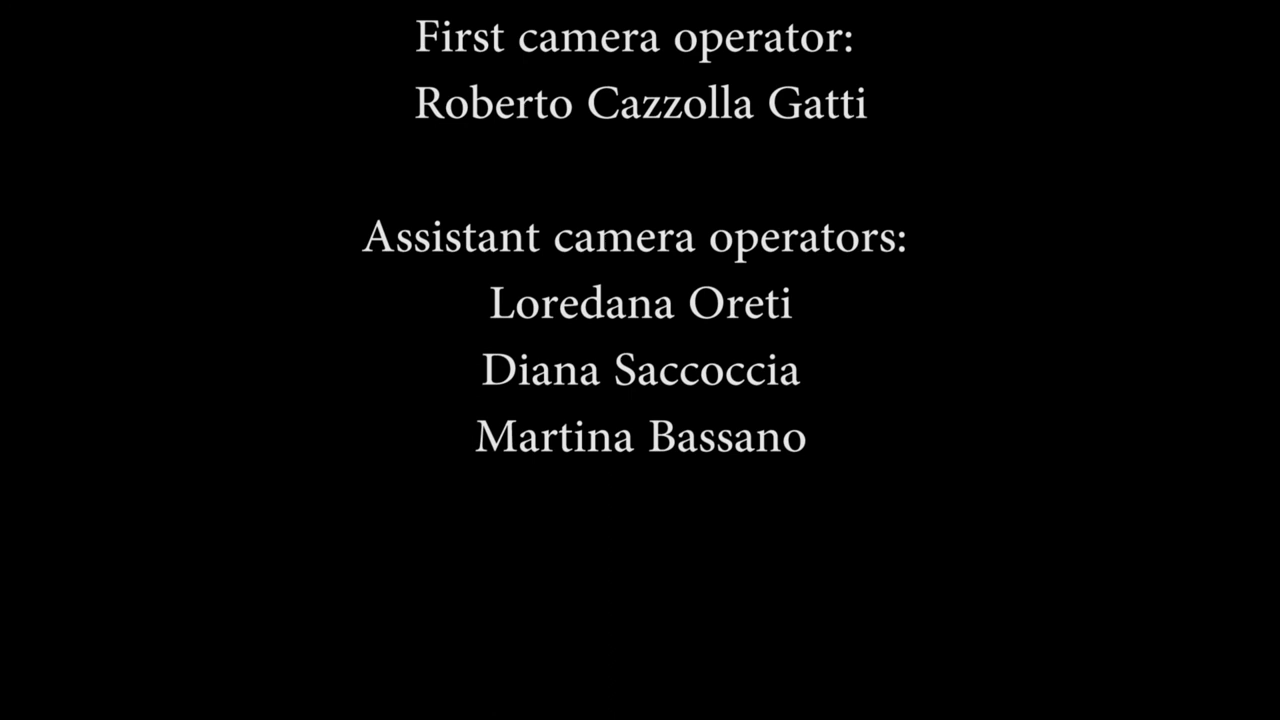 First camera operator:
Roberto Cazzolla Gatti
Assistant camera operators:
Loredana Oreti
Diana Saccoccia
Martina Bassano